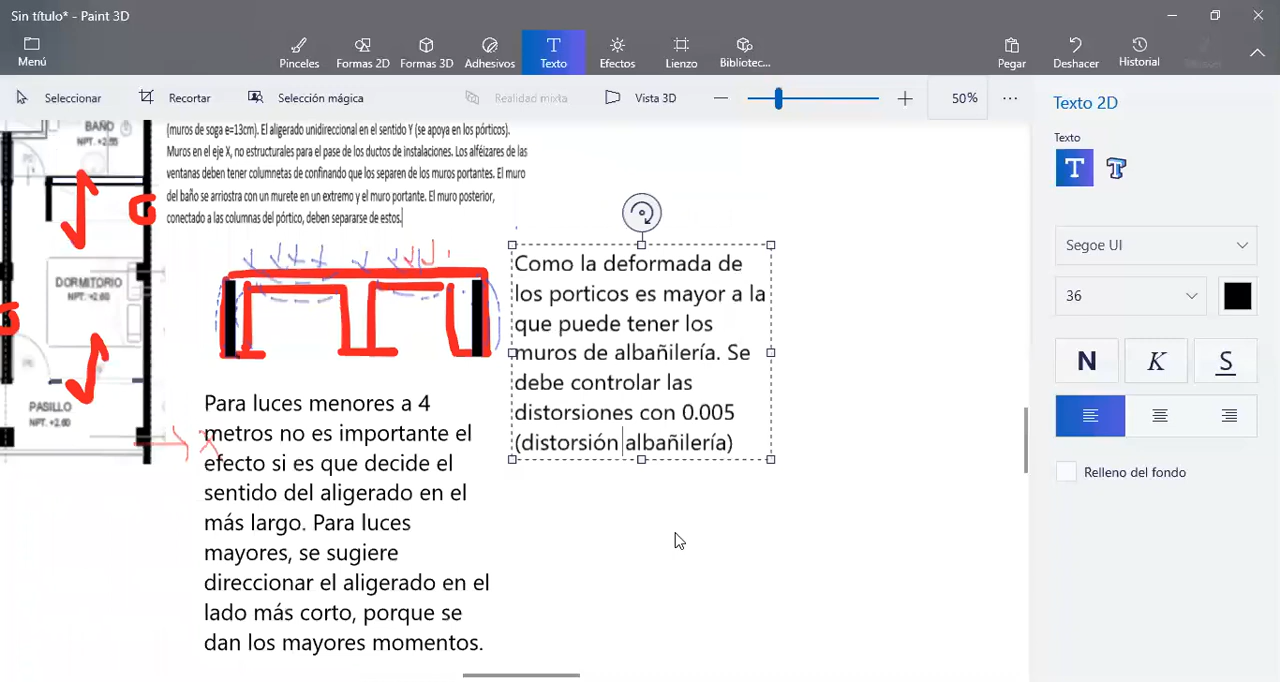 Sin título* - Paint 3D
Menú
Pinceles
Formas 2D
Formas 3D
Adhesivos
Texto
Efectos
Lienzo
Bibliotec...
Pegar
Deshacer
Historial
Seleccionar
Recortar
Selección mágica
Realidad mixta
Vista 3D
50%
Texto 2D
Texto
Segoe UI
36
N
K
S
Relleno del fondo
BAÑO
NPT. +2.55
DORMITORIO
NPT. +2.60
PASILLO
NPT. +2.60
X
(muros de soga e=13cm). El aligerado unidireccional en el sentido Y (se apoya en los pórticos).
Muros en el eje X, no estructurales para el pase de los ductos de instalaciones. Los alféizares de las
ventanas deben tener columnetas de confinando que los separen de los muros portantes. El muro
del baño se arriostra con un murete en un extremo y el muro portante. El muro posterior,
conectado a las columnas del pórtico, deben separarse de estos.
Para luces menores a 4
metros no es importante el
efecto si es que decide el
sentido del aligerado en el
más largo. Para luces
mayores, se sugiere
direccionar el aligerado en el
lado más corto, porque se
dan los mayores momentos.
Como la deformada de
los porticos es mayor a la
que puede tener los
muros de albañilería. Se
debe controlar las
distorsiones con 0.005
(distorsión albañilería)